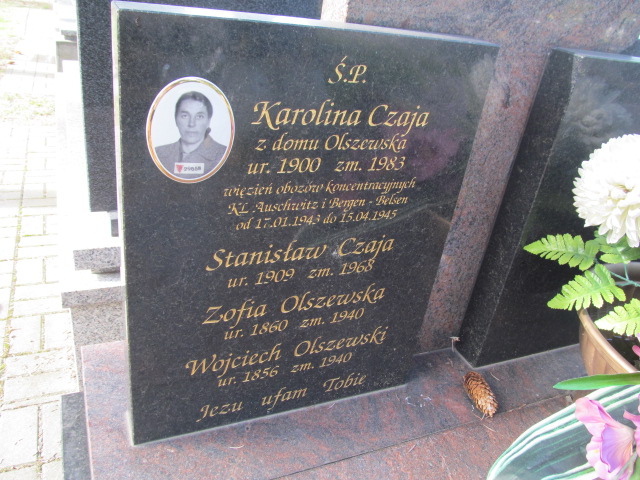 Ś.P.
Karolina Czaja
z domu Olszewska
ur. 1900 zm. 1983
więzień obozów koncentracyjnych
KL. Auschwitz i Bergen - Belsen
od 17.01.1943 do 15.04.1945
Stanisław Czaja
ur. 1909 zm. 1968
Zofia Olszewska
ur. 1860 zm. 1940
Wojciech Olszewski
ur. 1856 zm. 1940
Jezu ufam Tobie